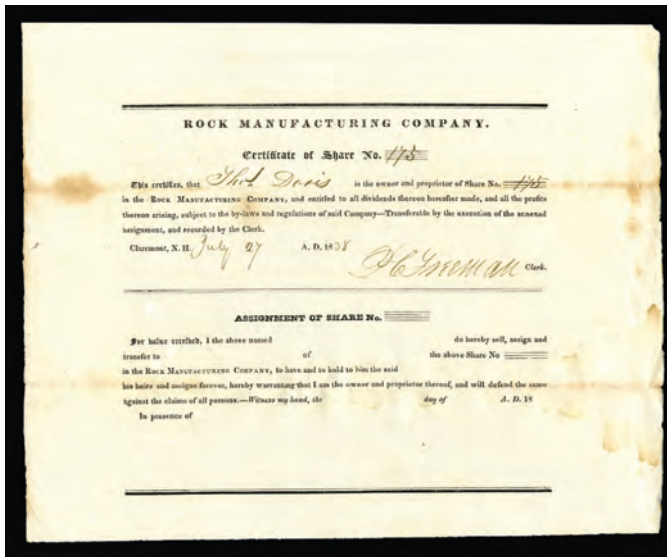 ROCK MANUFACTURING COMPANY.
Certificate of Share No. 175
This certifies, that Thos. Davis is the owner and proprietor of Share No. 175
in the ROCK MANUFACTURING COMPANY, and entitled to all dividends thereon hereafter made, and all the profits
thereon arising, subject to the by-laws and regulations of said Company—Transferable by the execution of the annexed
assignment, and recorded by the Clerk.
Claremont, N. H. July 27 A. D. 1838
P C Freeman Clerk.
ASSIGNMENT OF SHARE No.
For value received, I the above named do hereby sell, assign and
transfer to of the above Share No
in the ROCK MANUFACTURING COMPANY, to have and to hold to him the said
his heirs and assigns forever, hereby warranting that I am the owner and proprietor thereof, and will defend the same
against the claims of all persons.—Witness my hand, the day of A. D. 18
In presence of